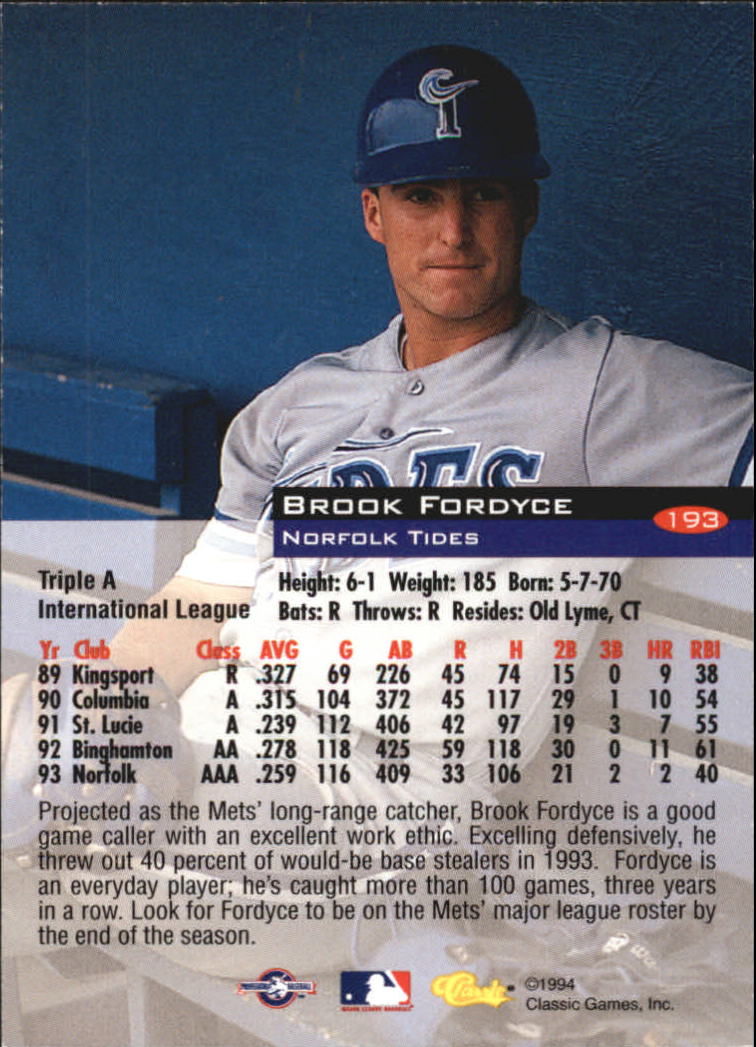 T
TIDES
BROOK FORDYCE
193
NORFOLK TIDES
Triple A
International League
Height: 6-1 Weight: 185 Born: 5-7-70
Bats: R Throws: R Resides: Old Lyme, CT
Yr Club Class AVG G AB R H 2B 3B HR RBI
89 Kingsport R .327 69 226 45 74 15 0 9 38
90 Columbia A .315 104 372 45 117 29 1 10 54
91 St. Lucie A .239 112 406 42 97 19 3 7 55
92 Binghamton AA .278 118 425 59 118 30 0 11 61
93 Norfolk AAA .259 116 409 33 106 21 2 2 40
Projected as the Mets' long-range catcher, Brook Fordyce is a good
game caller with an excellent work ethic. Excelling defensively, he
threw out 40 percent of would-be base stealers in 1993. Fordyce is
an everyday player; he's caught more than 100 games, three years
in a row. Look for Fordyce to be on the Mets' major league roster by
the end of the season.
Classic
©1994
Classic Games, Inc.